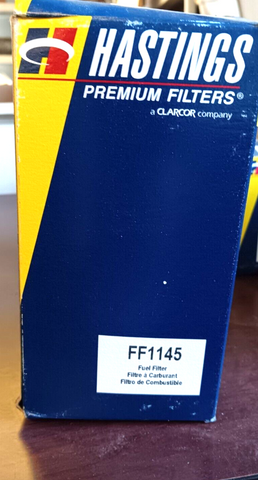 HASTINGS
PREMIUM FILTERS®
a CLARCOR company
FF1145
Fuel Filter
Filtre à Carburant
Filtro de Combustible